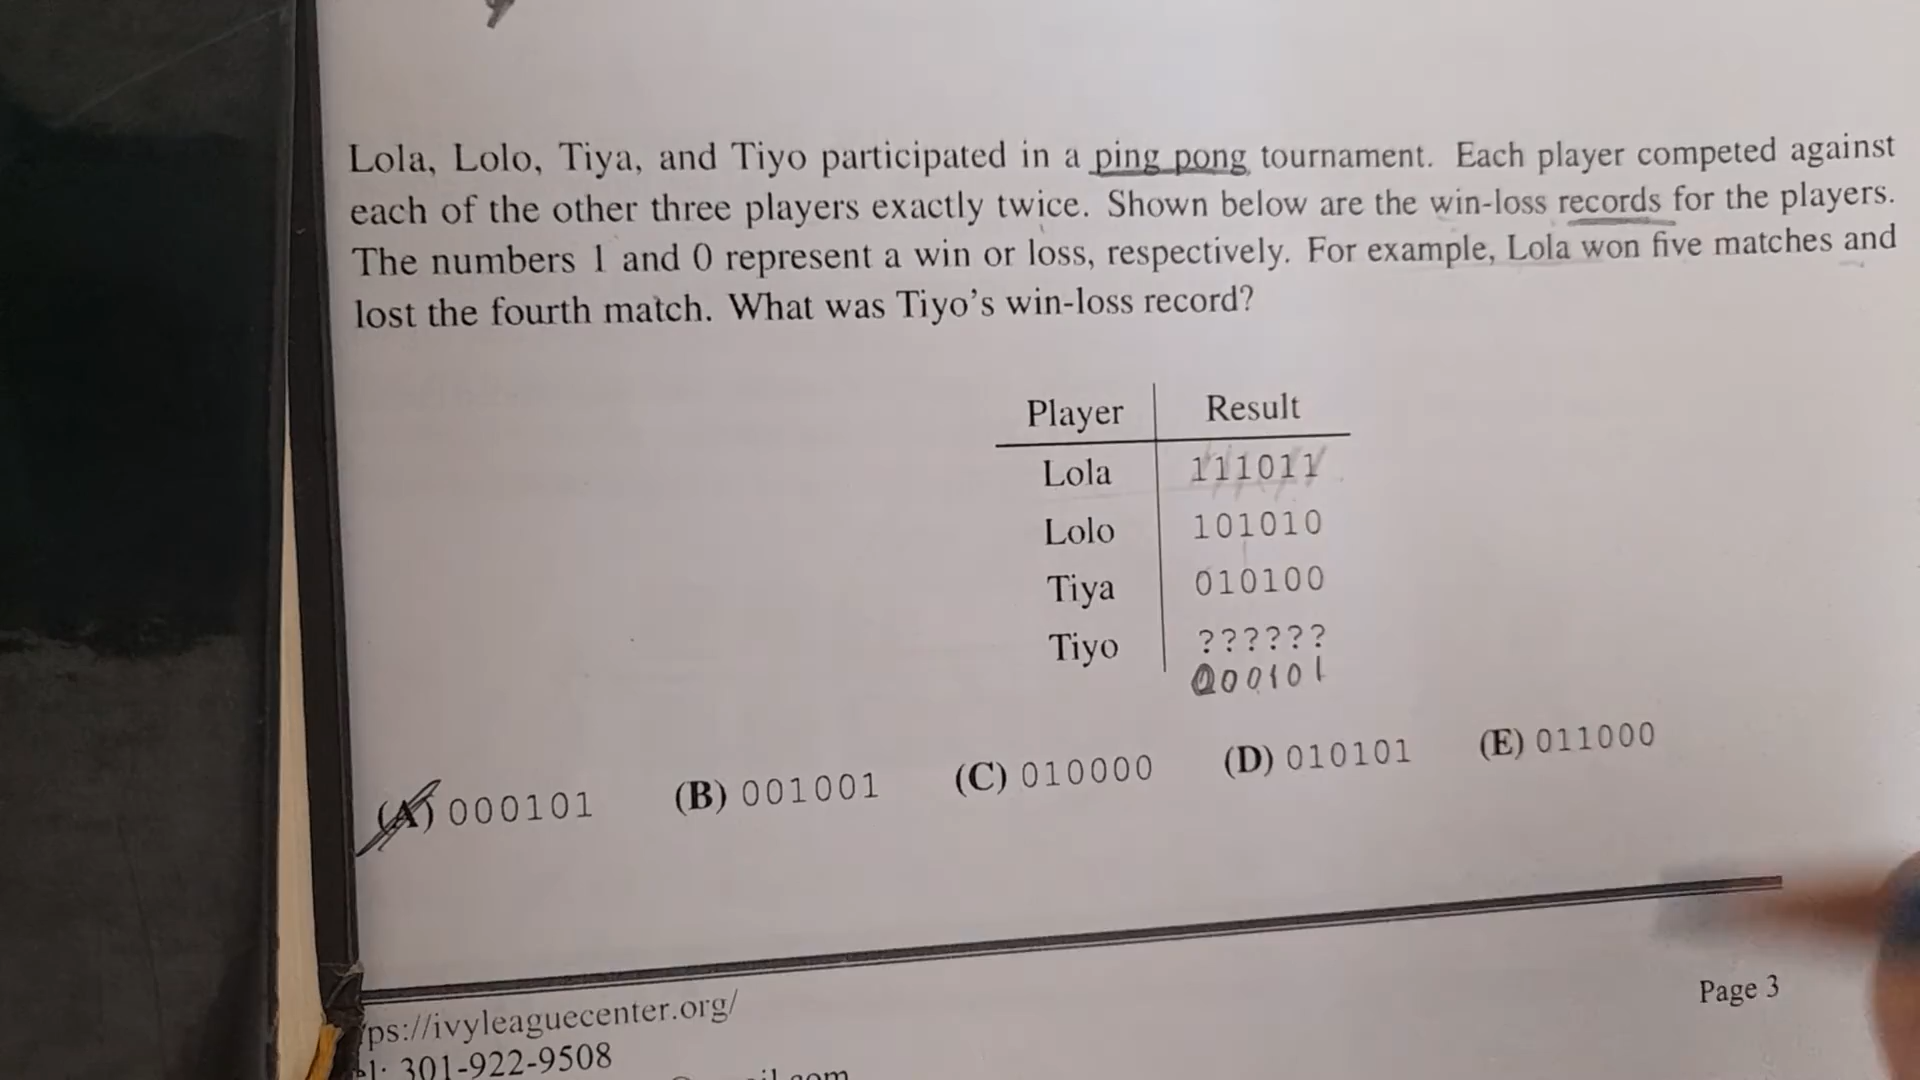 Lola, Lolo, Tiya, and Tiyo participated in a ping pong tournament. Each player competed against
each of the other three players exactly twice. Shown below are the win-loss records for the players.
The numbers 1 and 0 represent a win or loss, respectively. For example, Lola won five matches and
lost the fourth match. What was Tiyo's win-loss record?
Player Result
Lola 111011
Lolo 101010
Tiya 010100
Tiyo ??????
000101
(A) 000101 (B) 001001 (C) 010000 (D) 010101 (E) 011000
Page 3
ps://ivyleaguecenter.org/
301-922-9508